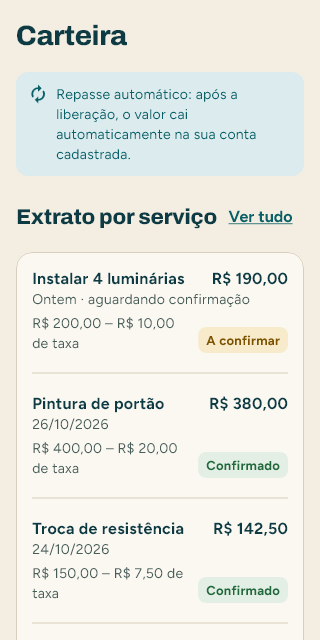 Carteira
Repasse automático: após a
liberação, o valor cai
automaticamente na sua conta
cadastrada.
Extrato por serviço Ver tudo
Instalar 4 luminárias R$ 190,00
Ontem · aguardando confirmação
R$ 200,00 – R$ 10,00
de taxa
A confirmar
Pintura de portão R$ 380,00
26/10/2026
R$ 400,00 – R$ 20,00
de taxa
Confirmado
Troca de resistência R$ 142,50
24/10/2026
R$ 150,00 – R$ 7,50 de
taxa
Confirmado